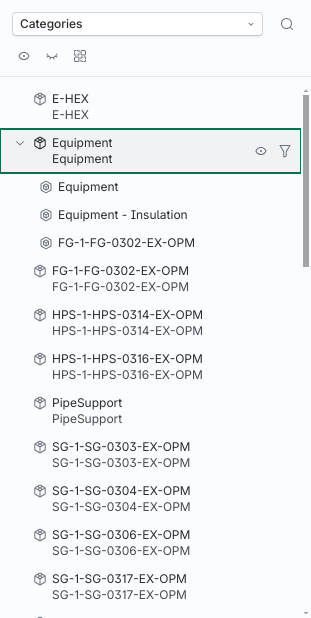 Categories
E-HEX
E-HEX
Equipment
Equipment
Equipment
Equipment - Insulation
FG-1-FG-0302-EX-OPM
FG-1-FG-0302-EX-OPM
FG-1-FG-0302-EX-OPM
HPS-1-HPS-0314-EX-OPM
HPS-1-HPS-0314-EX-OPM
HPS-1-HPS-0316-EX-OPM
HPS-1-HPS-0316-EX-OPM
PipeSupport
PipeSupport
SG-1-SG-0303-EX-OPM
SG-1-SG-0303-EX-OPM
SG-1-SG-0304-EX-OPM
SG-1-SG-0304-EX-OPM
SG-1-SG-0306-EX-OPM
SG-1-SG-0306-EX-OPM
SG-1-SG-0317-EX-OPM
SG-1-SG-0317-EX-OPM